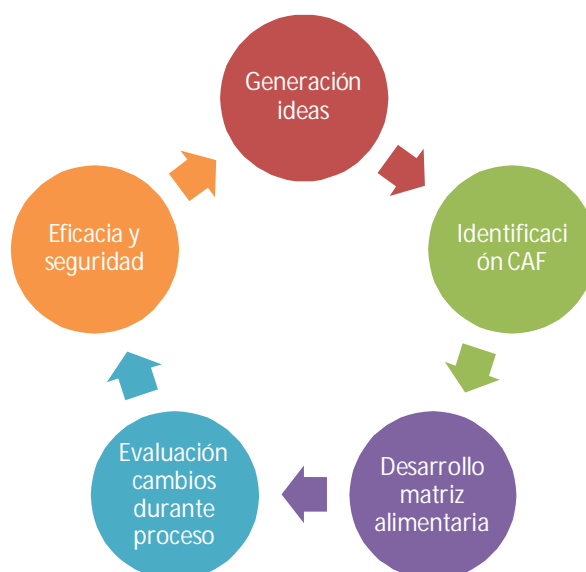 Generación
ideas
Identificaci
ón CAF
Desarrollo
matriz
alimentaria
Evaluación
cambios
durante
proceso
Eficacia y
seguridad